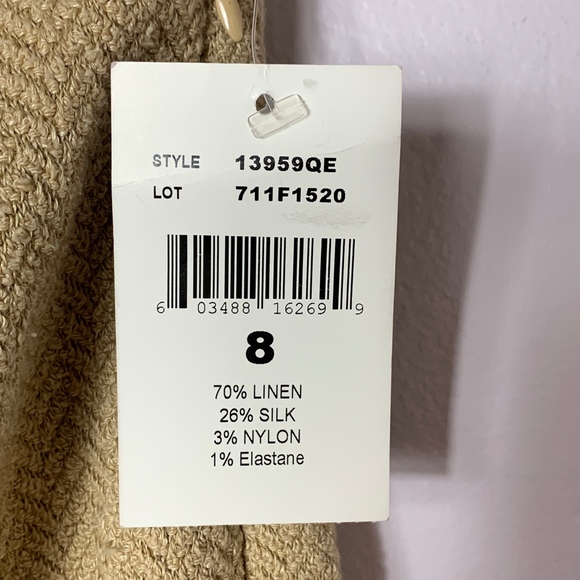 STYLE 13959QE
LOT 711F1520
6 03488 16269 9
8
70% LINEN
26% SILK
3% NYLON
1% Elastane